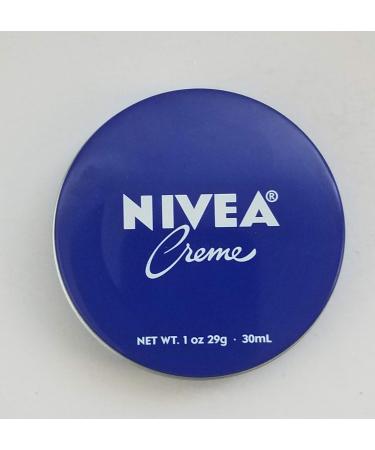 NIVEA®
Creme
NET WT. 1 oz 29g · 30mL